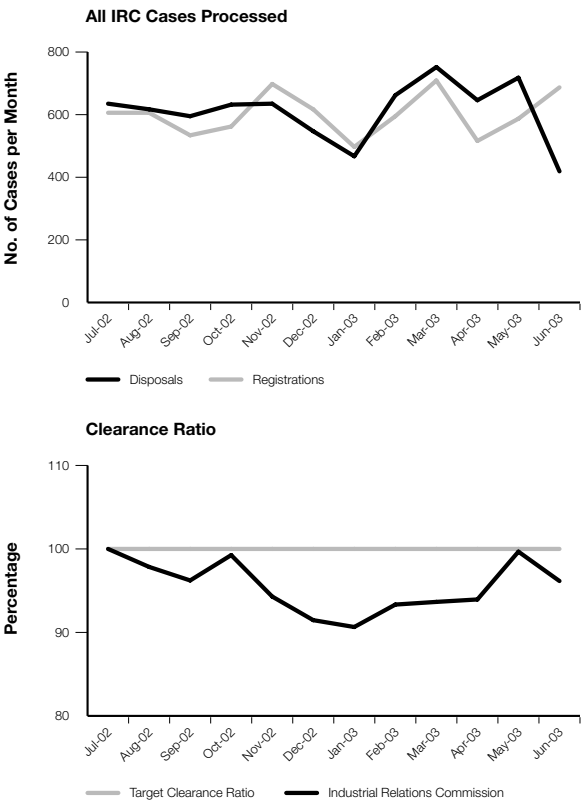 All IRC Cases Processed
No. of Cases per Month
800
600
400
200
0
Jul-02 Aug-02 Sep-02 Oct-02 Nov-02 Dec-02 Jan-03 Feb-03 Mar-03 Apr-03 May-03 Jun-03
Disposals Registrations
Clearance Ratio
Percentage
110
100
90
80
Jul-02 Aug-02 Sep-02 Oct-02 Nov-02 Dec-02 Jan-03 Feb-03 Mar-03 Apr-03 May-03 Jun-03
Target Clearance Ratio Industrial Relations Commission